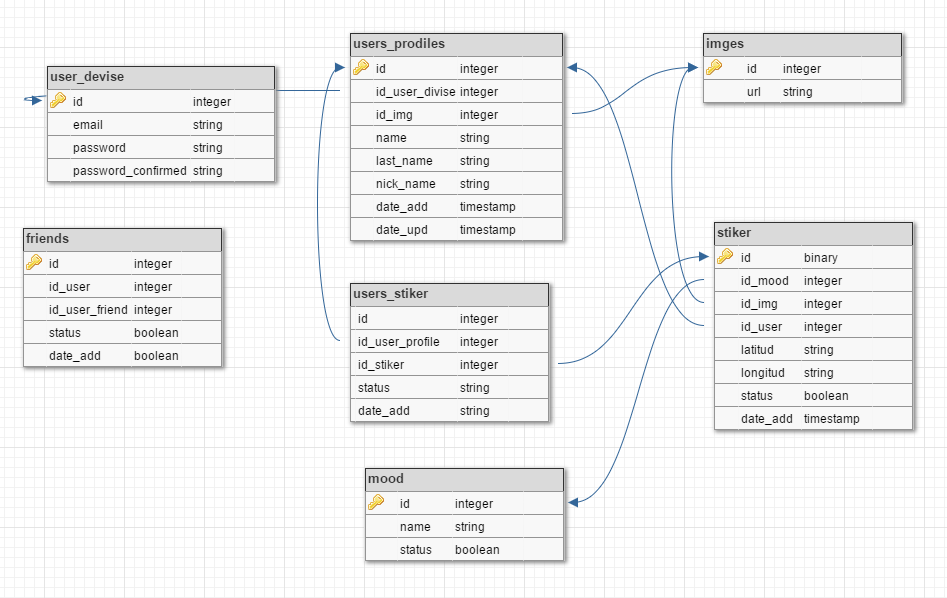 user_devise
id integer
email string
password string
password_confirmed string
users_prodiles
id integer
id_user_divise integer
id_img integer
name string
last_name string
nick_name string
date_add timestamp
date_upd timestamp
imges
id integer
url string
friends
id integer
id_user integer
id_user_friend integer
status boolean
date_add boolean
users_stiker
id integer
id_user_profile integer
id_stiker integer
status string
date_add string
stiker
id binary
id_mood integer
id_img integer
id_user integer
latitud string
longitud string
status boolean
date_add timestamp
mood
id integer
name string
status boolean